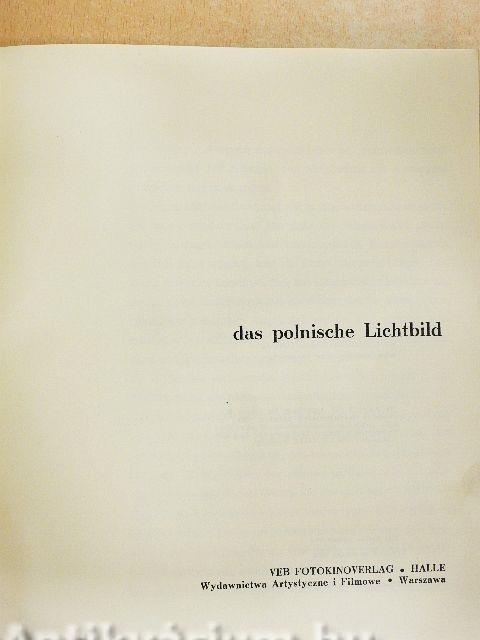 das polnische Lichtbild
VEB FOTOKINOVERLAG • HALLE
Wydawnictwa Artystyczne i Filmowe • Warszawa